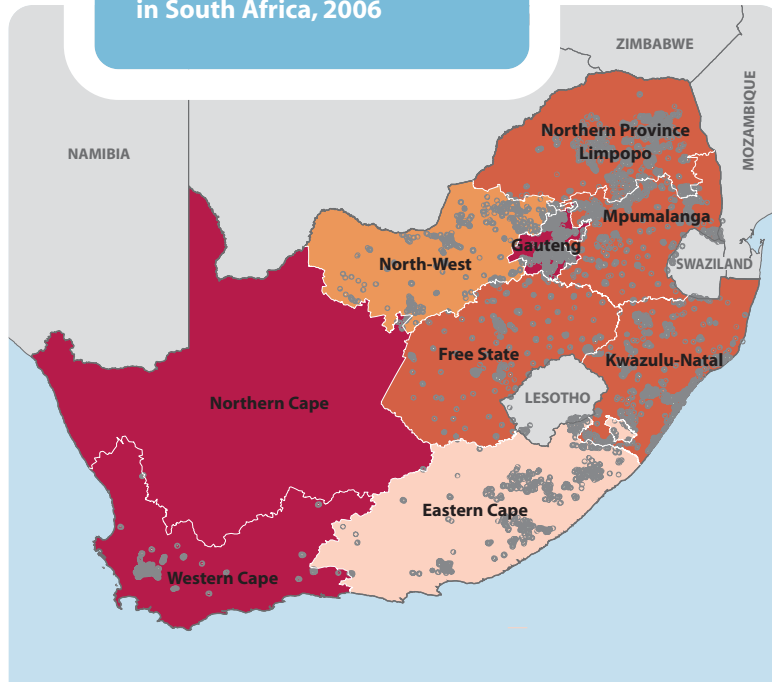 in South Africa, 2006
ZIMBABWE
MOZAMBIQUE
NAMIBIA
Northern Province
Limpopo
Mpumalanga
Gauteng
North-West
SWAZILAND
Free State
Kwazulu-Natal
LESOTHO
Northern Cape
Eastern Cape
Western Cape